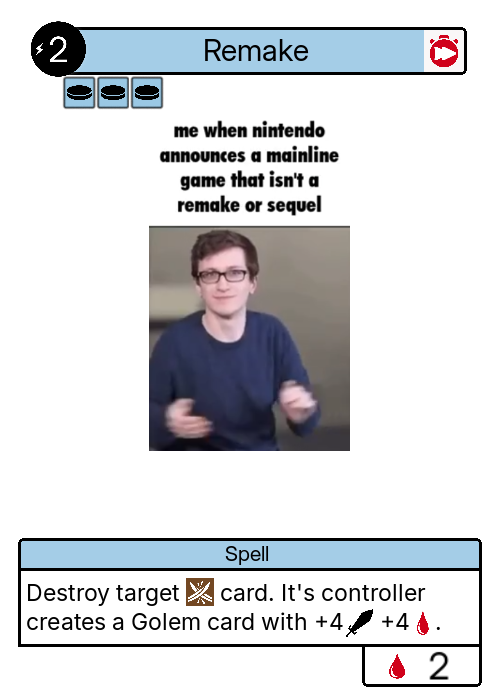 2
Remake
me when nintendo
announces a mainline
game that isn't a
remake or sequel
Spell
Destroy target card. It's controller
creates a Golem card with +4 +4 .
2